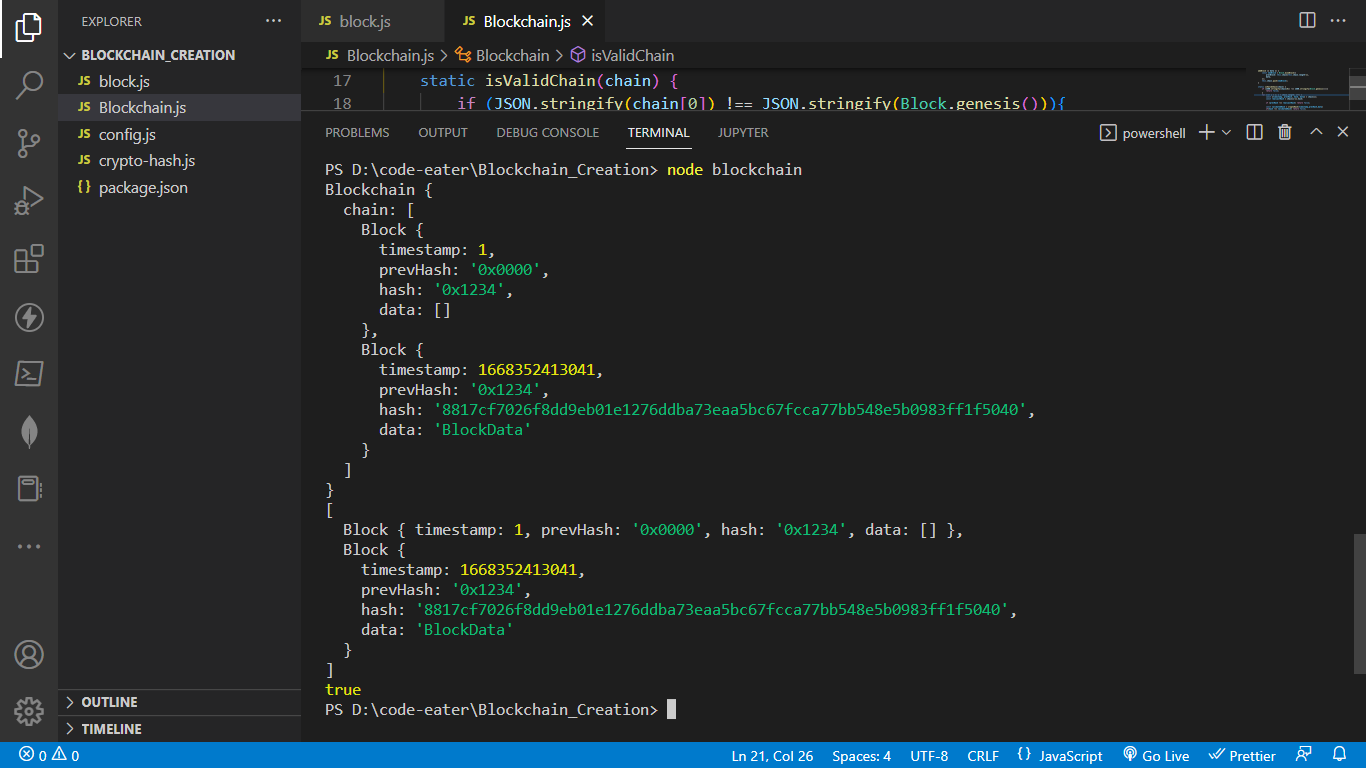 EXPLORER
BLOCKCHAIN_CREATION
JS block.js
JS Blockchain.js
JS config.js
JS crypto-hash.js
{} package.json
OUTLINE
TIMELINE
JS block.js
JS Blockchain.js
JS Blockchain.js > Blockchain > isValidChain
17 static isValidChain(chain) {
18 if (JSON.stringify(chain[0]) !== JSON.stringify(Block.genesis())){
PROBLEMS OUTPUT DEBUG CONSOLE TERMINAL JUPYTER powershell
PS D:\code-eater\Blockchain_Creation> node blockchain
Blockchain {
chain: [
Block {
timestamp: 1,
prevHash: '0x0000',
hash: '0x1234',
data: []
},
Block {
timestamp: 1668352413041,
prevHash: '0x1234',
hash: '8817cf7026f8dd9eb01e1276ddba73eaa5bc67fcca77bb548e5b0983ff1f5040',
data: 'BlockData'
}
]
}
[
Block { timestamp: 1, prevHash: '0x0000', hash: '0x1234', data: [] },
Block {
timestamp: 1668352413041,
prevHash: '0x1234',
hash: '8817cf7026f8dd9eb01e1276ddba73eaa5bc67fcca77bb548e5b0983ff1f5040',
data: 'BlockData'
}
]
true
PS D:\code-eater\Blockchain_Creation>
0 0 Ln 21, Col 26 Spaces: 4 UTF-8 CRLF {} JavaScript Go Live Prettier